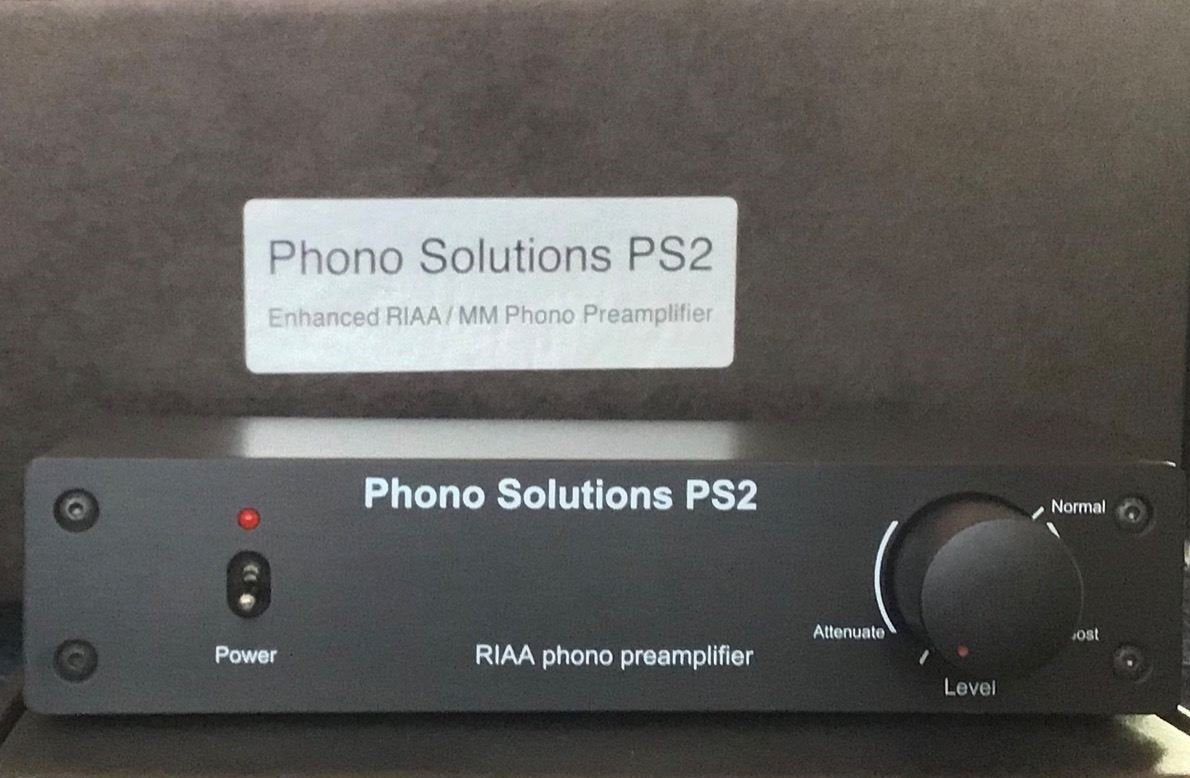 Phono Solutions PS2
Enhanced RIAA / MM Phono Preamplifier
Phono Solutions PS2
Normal
Attenuate
Power
RIAA phono preamplifier
Level